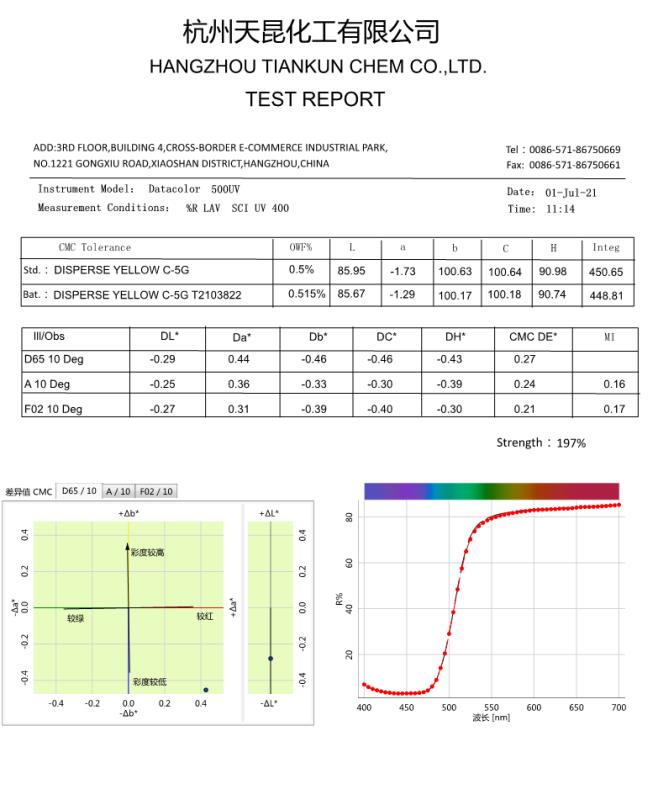 杭州天昆化工有限公司
HANGZHOU TIANKUN CHEM CO.,LTD.
TEST REPORT
ADD:3RD FLOOR,BUILDING 4,CROSS-BORDER E-COMMERCE INDUSTRIAL PARK,
NO.1221 GONGXIU ROAD,XIAOSHAN DISTRICT,HANGZHOU,CHINA
Tel : 0086-571-86750669
Fax: 0086-571-86750661
Instrument Model: Datacolor 500UV
Measurement Conditions: %R LAV SCI UV 400
Date: 01-Jul-21
Time: 11:14
CMC Tolerance OWF% L a b C H Integ
Std. : DISPERSE YELLOW C-5G 0.5% 85.95 -1.73 100.63 100.64 90.98 450.65
Bat. : DISPERSE YELLOW C-5G T2103822 0.515% 85.67 -1.29 100.17 100.18 90.74 448.81
Ill/Obs DL* Da* Db* DC* DH* CMC DE* MI
D65 10 Deg -0.29 0.44 -0.46 -0.46 -0.43 0.27
A 10 Deg -0.25 0.36 -0.33 -0.30 -0.39 0.24 0.16
F02 10 Deg -0.27 0.31 -0.39 -0.40 -0.30 0.21 0.17
Strength : 197%
差异值 CMC D65 / 10 A / 10 F02 / 10
+Δb*
0.4
0.2
0.0
-0.2
-0.4
-Δa*
彩度较高
较绿
较红
彩度较低
+Δa*
-0.4 -0.2 0.0 0.2 0.4
-Δb*
+ΔL*
0.4
0.2
0.0
-0.2
-0.4
-ΔL*
80
60
40
20
R%
400 450 500 550 600 650 700
波长 [nm]